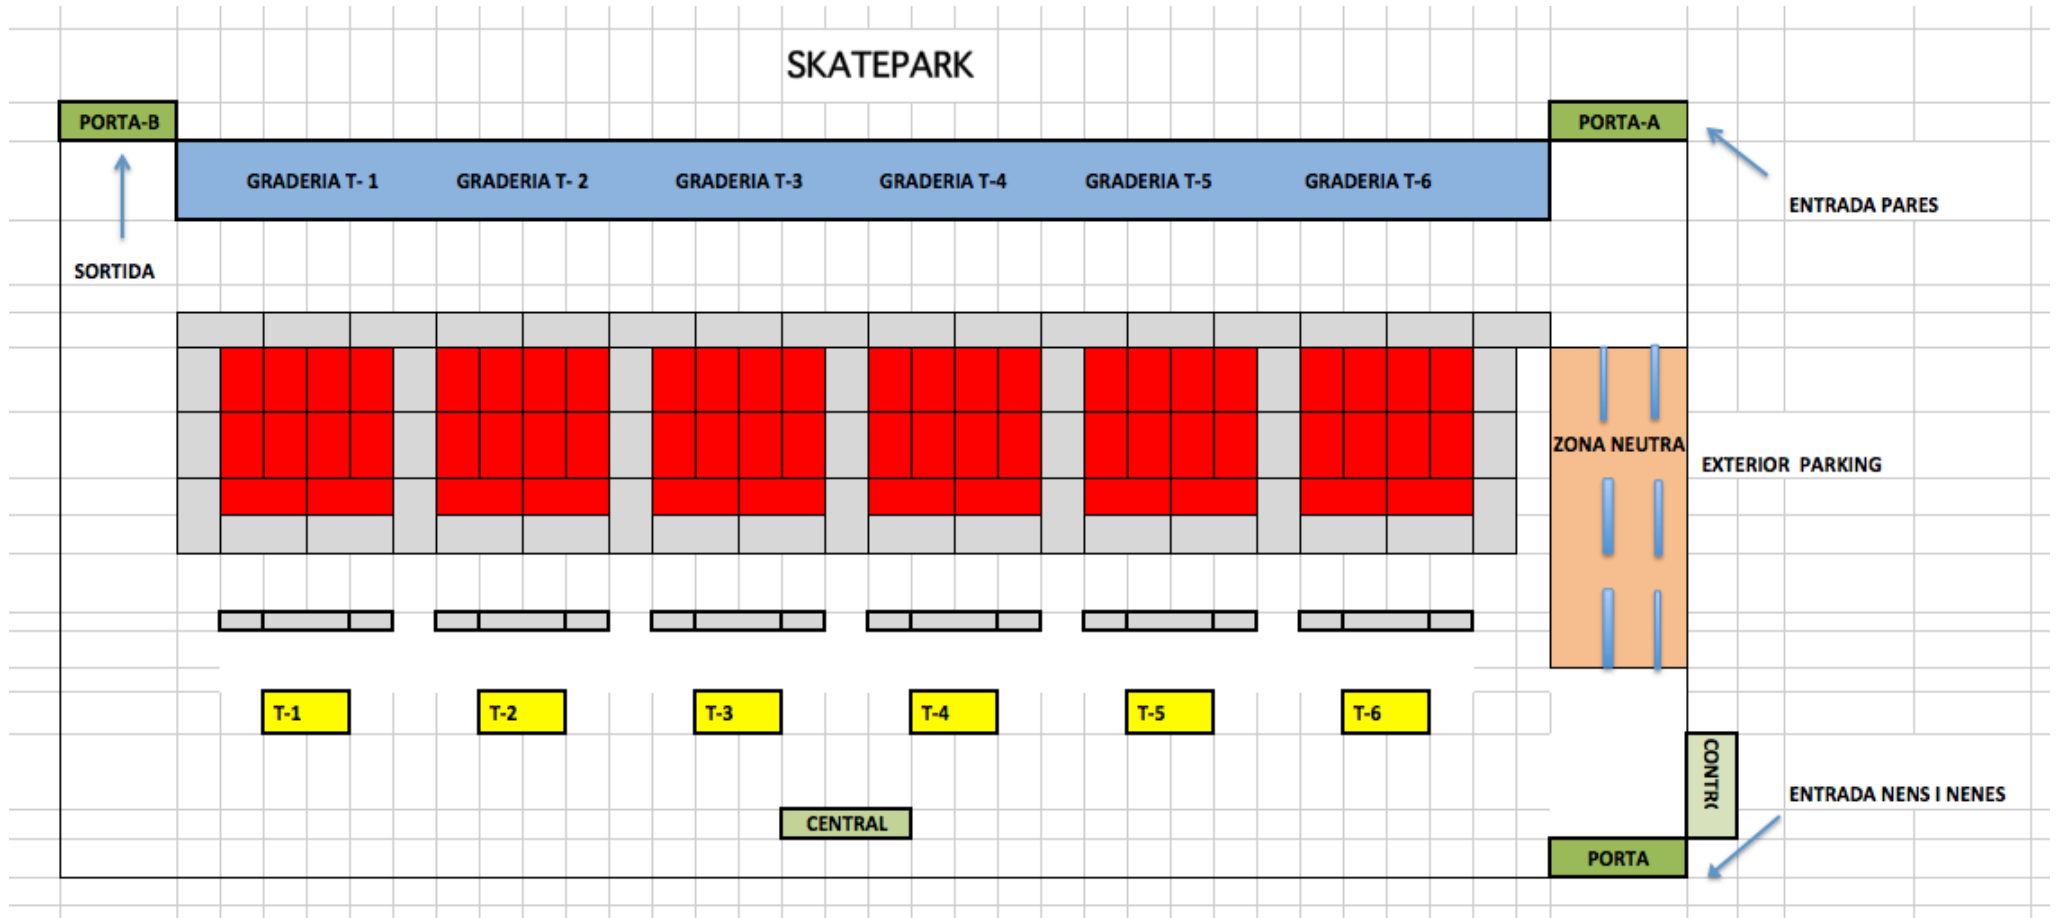 SKATEPARK
PORTA-B
PORTA-A
GRADERIA T- 1
GRADERIA T- 2
GRADERIA T-3
GRADERIA T-4
GRADERIA T-5
GRADERIA T-6
ENTRADA PARES
SORTIDA
ZONA NEUTRA
EXTERIOR PARKING
T-1
T-2
T-3
T-4
T-5
T-6
CONTR
ENTRADA NENS I NENES
CENTRAL
PORTA